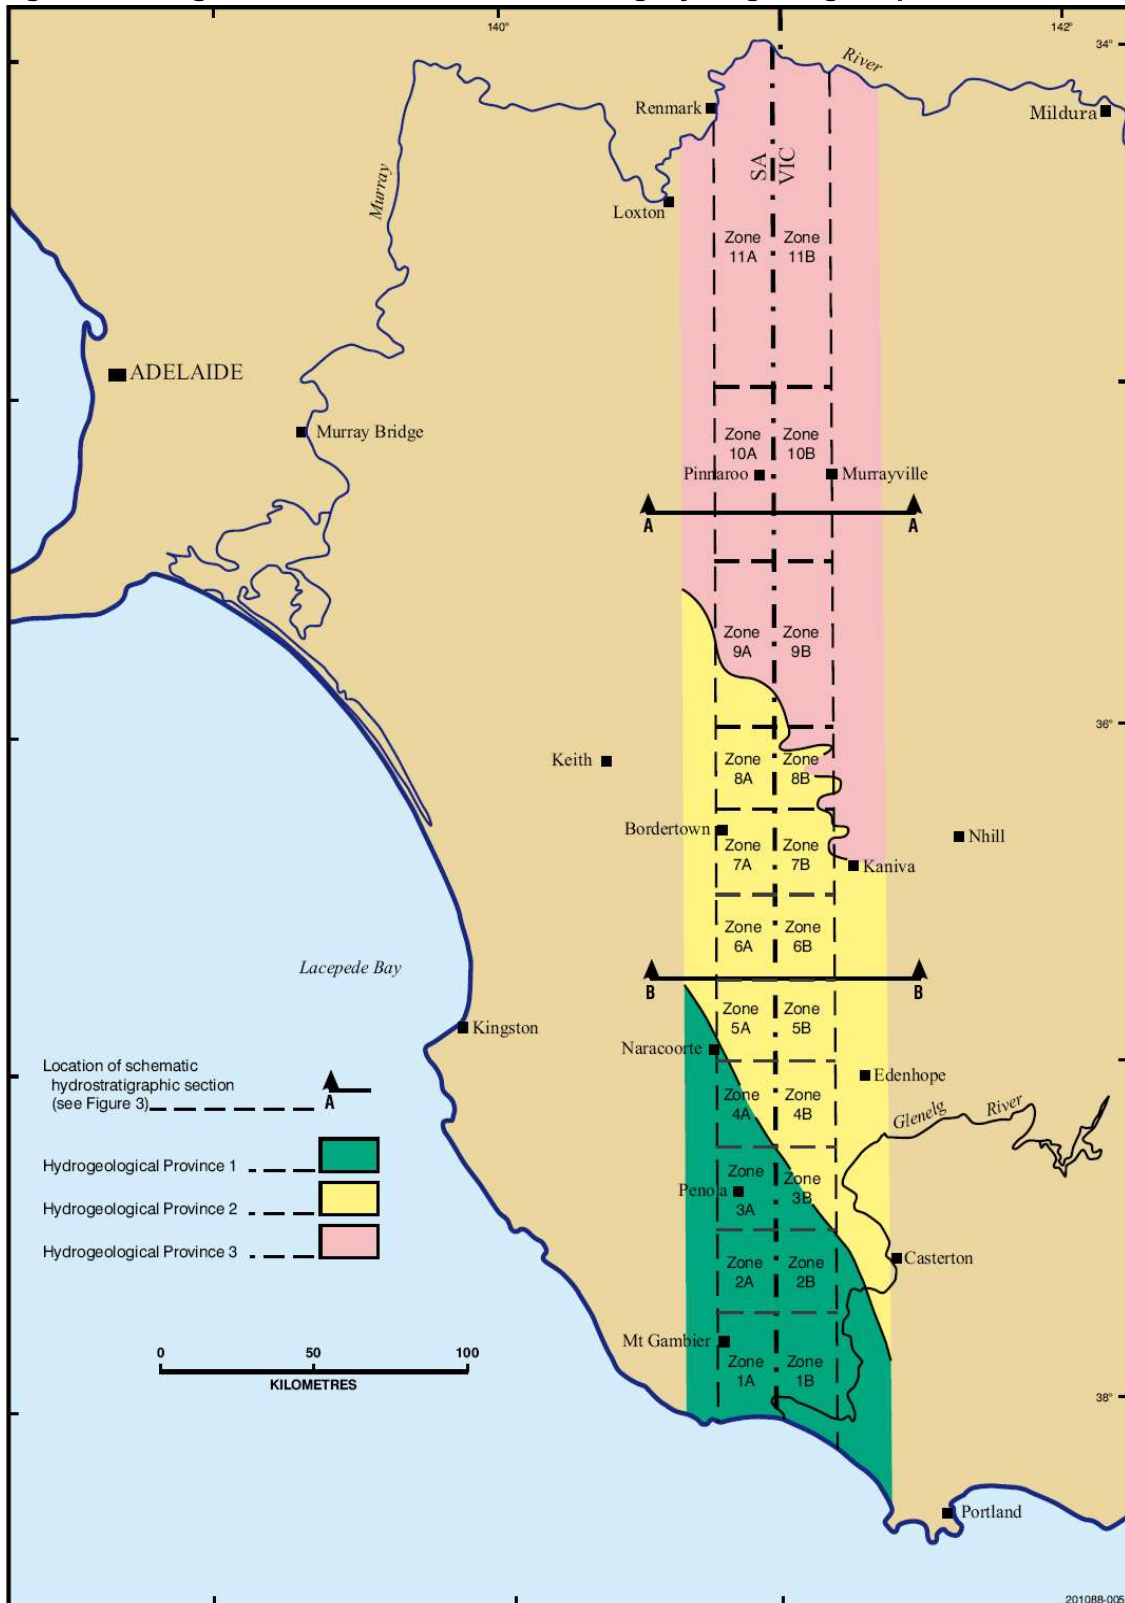 140°
142°
34°
River
Renmark
Mildura
Murray
SA
VIC
Loxton
Zone
11A
Zone
11B
ADELAIDE
Murray Bridge
Zone
10A
Zone
10B
Pinnaroo
Murrayville
A
A
Zone
9A
Zone
9B
36°
Keith
Zone
8A
Zone
8B
Bordertown
Nhill
Zone
7A
Zone
7B
Kaniva
Zone
6A
Zone
6B
Lacepede Bay
B
B
Zone
5A
Zone
5B
Kingston
Naracoorte
Edenhope
Location of schematic
hydrostratigraphic section
(see Figure 3)
A
Zone
4A
Zone
4B
Glenelg River
Hydrogeological Province 1
Hydrogeological Province 2
Hydrogeological Province 3
Penola
Zone
3A
Zone
3B
Casterton
Zone
2A
Zone
2B
Mt Gambier
Zone
1A
Zone
1B
0 50 100
KILOMETRES
38°
Portland
201088-005